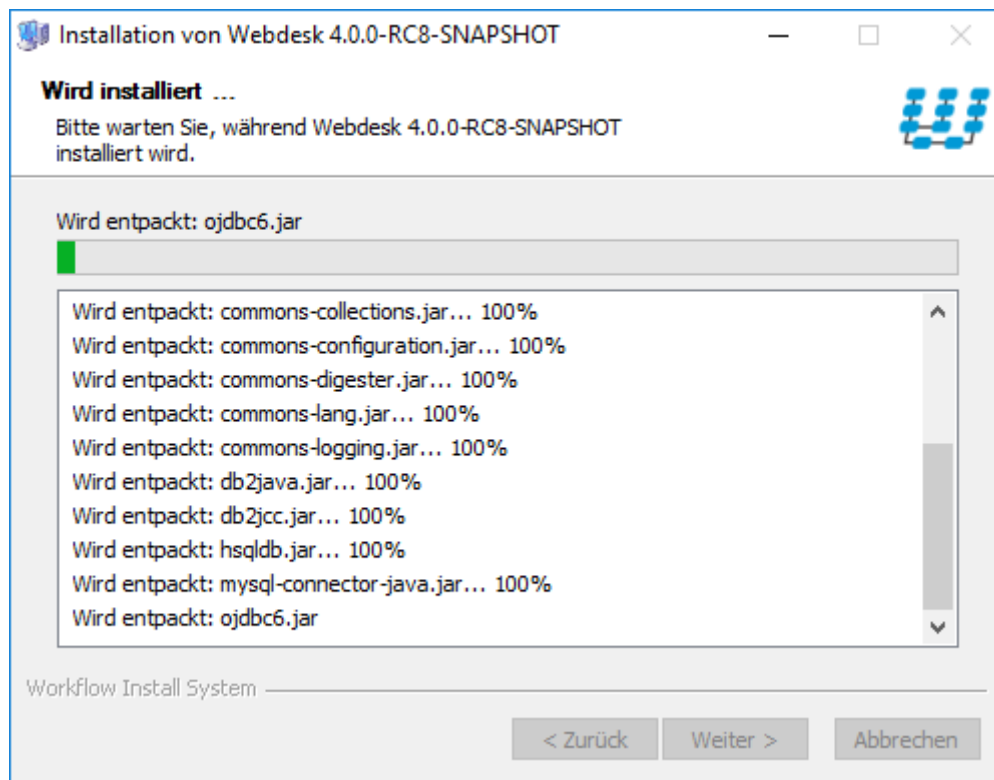 Installation von Webdesk 4.0.0-RC8-SNAPSHOT
Wird installiert ...
Bitte warten Sie, während Webdesk 4.0.0-RC8-SNAPSHOT
installiert wird.
Wird entpackt: ojdbc6.jar
Wird entpackt: commons-collections.jar... 100%
Wird entpackt: commons-configuration.jar... 100%
Wird entpackt: commons-digester.jar... 100%
Wird entpackt: commons-lang.jar... 100%
Wird entpackt: commons-logging.jar... 100%
Wird entpackt: db2java.jar... 100%
Wird entpackt: db2jcc.jar... 100%
Wird entpackt: hsqldb.jar... 100%
Wird entpackt: mysql-connector-java.jar... 100%
Wird entpackt: ojdbc6.jar
Workflow Install System
< Zurück Weiter > Abbrechen